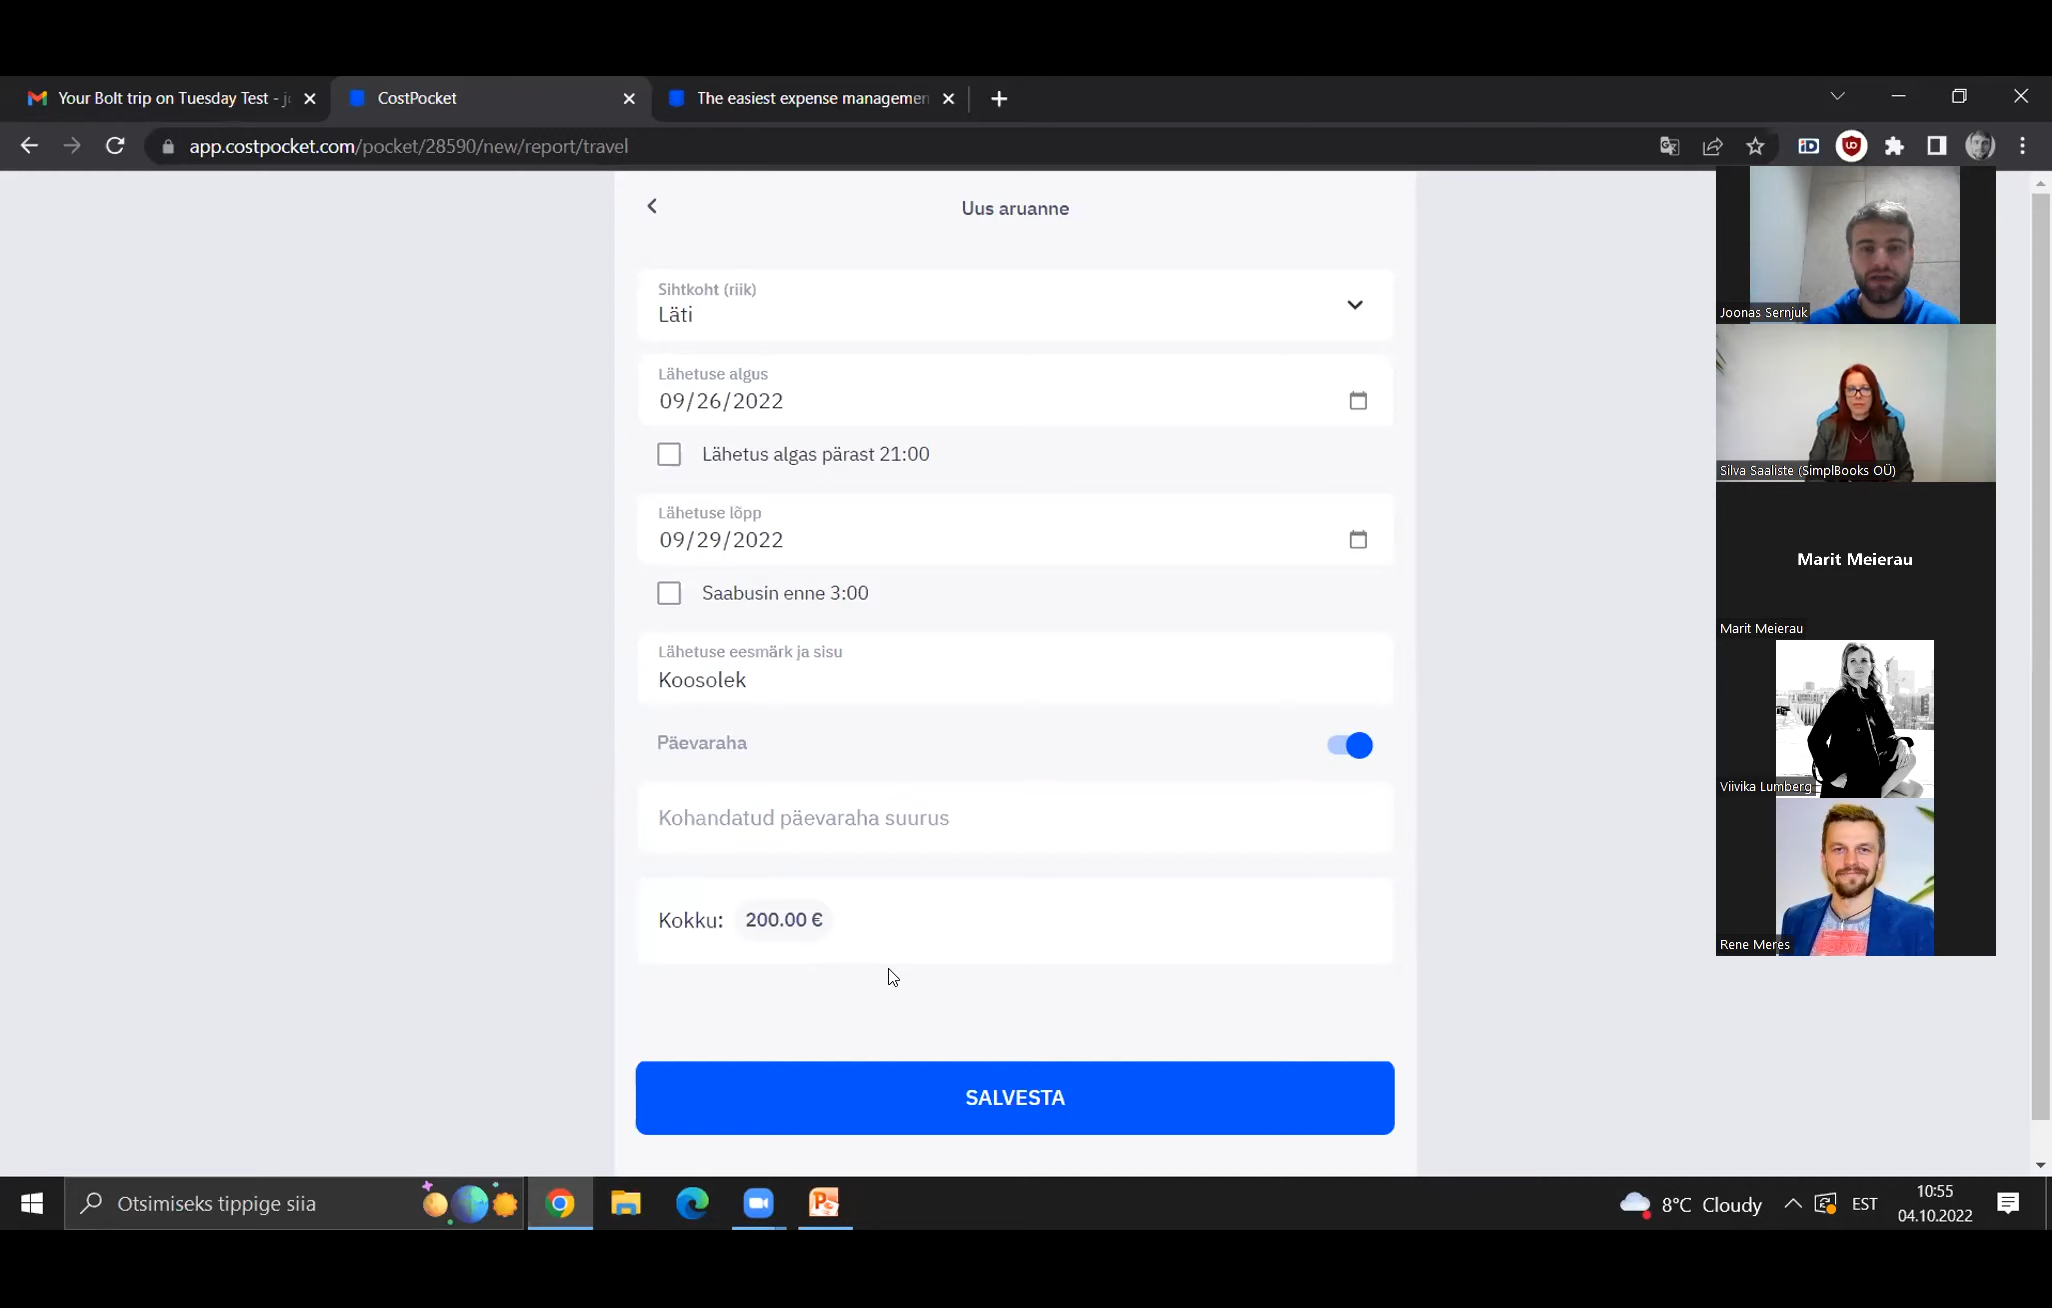 Your Bolt trip on Tuesday Test - j
CostPocket
The easiest expense managemen
app.costpocket.com/pocket/28590/new/report/travel
Uus aruanne
Sihtkoht (riik)
Läti
Lähetuse algus
09/26/2022
Lähetus algas pärast 21:00
Lähetuse lõpp
09/29/2022
Saabusin enne 3:00
Lähetuse eesmärk ja sisu
Koosolek
Päevaraha
Kohandatud päevaraha suurus
Kokku: 200.00 €
SALVESTA
Joonas Sernjuk
Silva Saaliste (SimplBooks OÜ)
Marit Meierau
Marit Meierau
Viivika Lumberg
Rene Meres
Otsimiseks tippige siia
8°C Cloudy
EST
10:55
04.10.2022